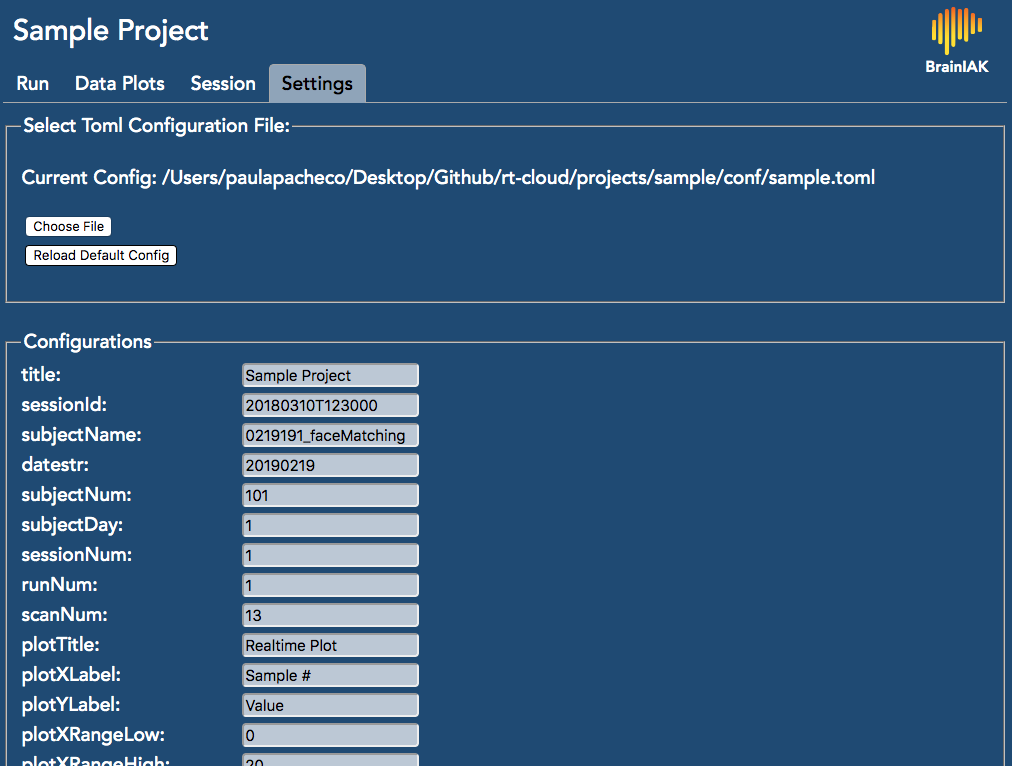 Sample Project
BrainIAK
Run Data Plots Session Settings
Select Toml Configuration File:
Current Config: /Users/paulapacheco/Desktop/Github/rt-cloud/projects/sample/conf/sample.toml
Choose File
Reload Default Config
Configurations
title: Sample Project
sessionId: 20180310T123000
subjectName: 0219191_faceMatching
datestr: 20190219
subjectNum: 101
subjectDay: 1
sessionNum: 1
runNum: 1
scanNum: 13
plotTitle: Realtime Plot
plotXLabel: Sample #
plotYLabel: Value
plotXRangeLow: 0
plotXRangeHigh: 20